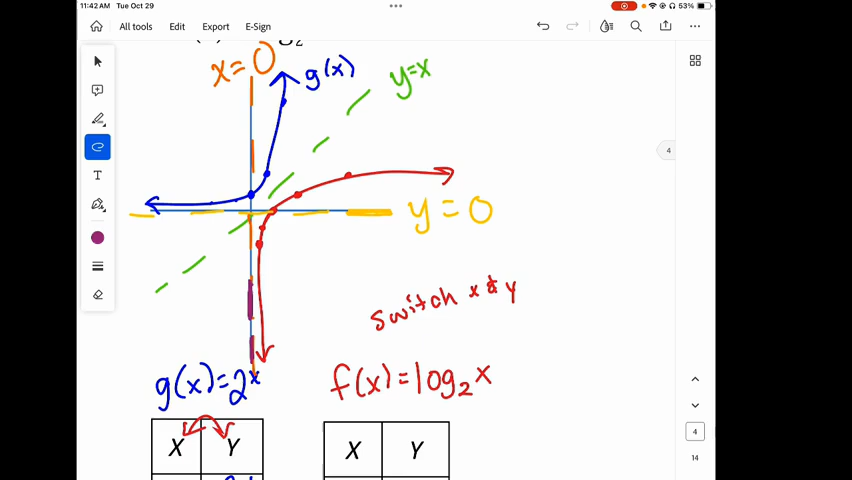 11:42 AM Tue Oct 29
53%
All tools Edit Export E-Sign
x=0
g(x)
y=x
4
y=0
switch x & y
g(x)=2ˣ
f(x)=log₂x
X Y
X Y
T
4
14